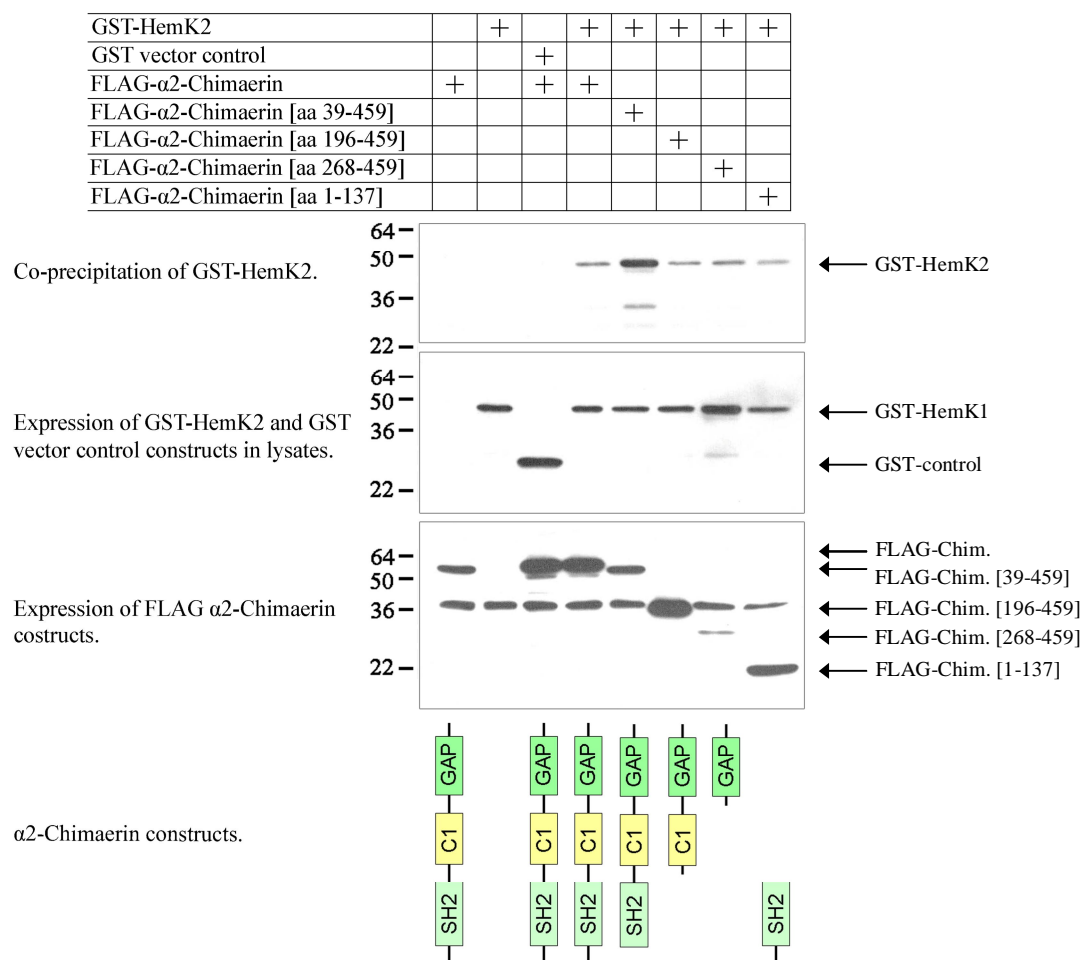 GST-HemK2 + + + + + +
GST vector control +
FLAG-α2-Chimaerin + + +
FLAG-α2-Chimaerin [aa 39-459] +
FLAG-α2-Chimaerin [aa 196-459] +
FLAG-α2-Chimaerin [aa 268-459] +
FLAG-α2-Chimaerin [aa 1-137] +
64
50
36
22
Co-precipitation of GST-HemK2.
GST-HemK2
64
50
36
22
Expression of GST-HemK2 and GST
vector control constructs in lysates.
GST-HemK1
GST-control
64
50
36
22
Expression of FLAG α2-Chimaerin
costructs.
FLAG-Chim.
FLAG-Chim. [39-459]
FLAG-Chim. [196-459]
FLAG-Chim. [268-459]
FLAG-Chim. [1-137]
GAP GAP GAP GAP GAP GAP
α2-Chimaerin constructs.
C1 C1 C1 C1 C1
SH2 SH2 SH2 SH2 SH2